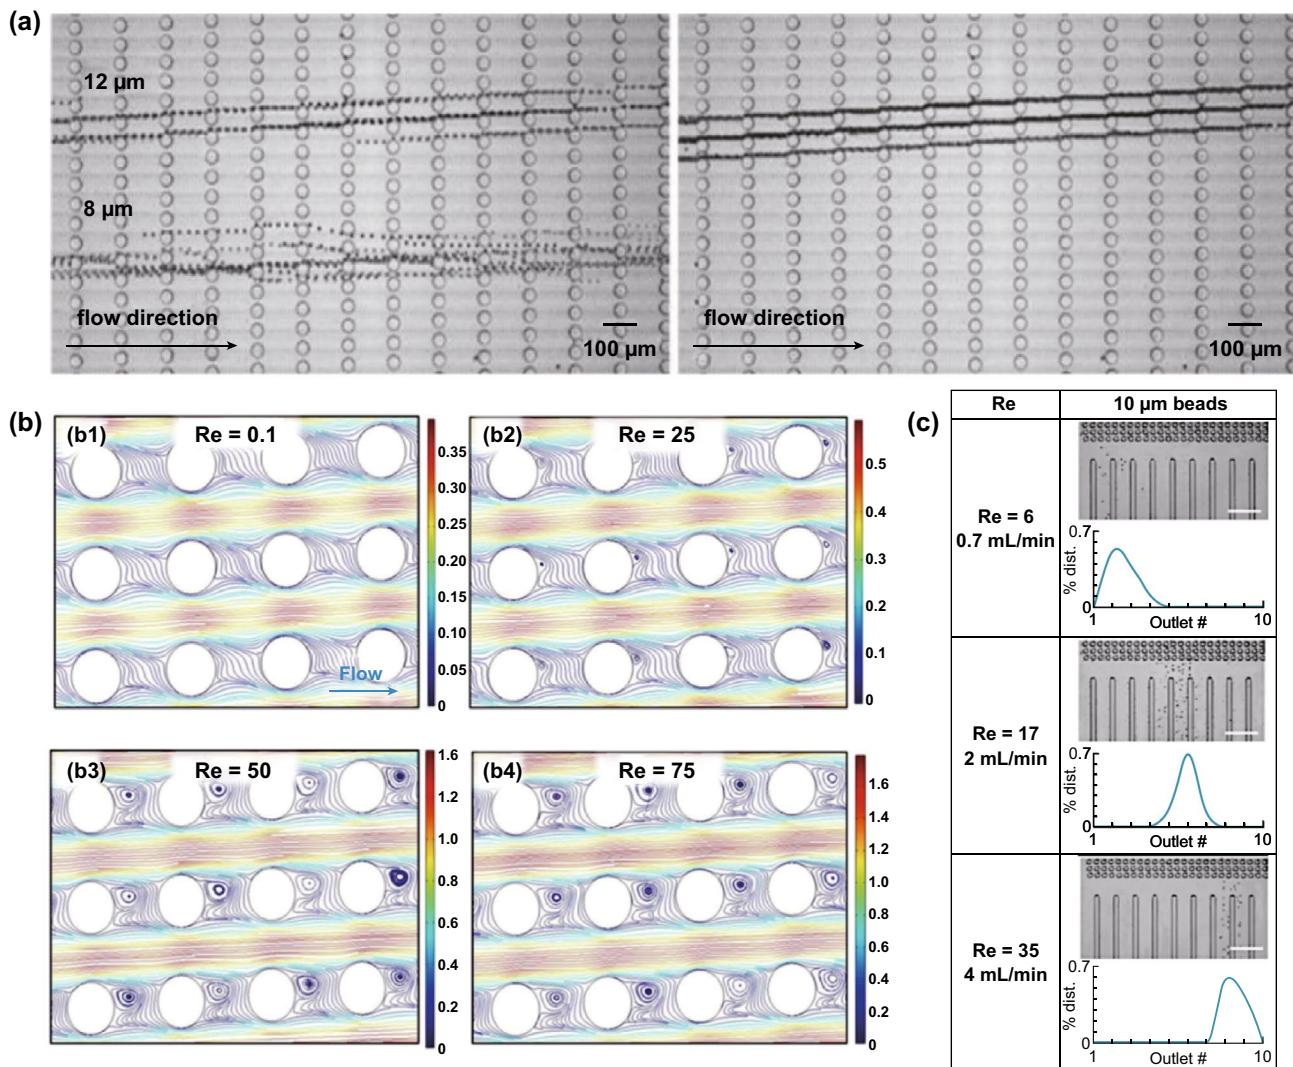 (a)
12 µm
8 µm
flow direction
100 µm
flow direction
100 µm
(b)
(b1) Re = 0.1
0.35
0.30
0.25
0.20
0.15
0.10
0.05
0
Flow
(b2) Re = 25
0.5
0.4
0.3
0.2
0.1
0
(b3) Re = 50
1.6
1.4
1.2
1.0
0.8
0.6
0.4
0.2
0
(b4) Re = 75
1.6
1.4
1.2
1.0
0.8
0.6
0.4
0.2
0
(c)
Re 10 µm beads
Re = 6
0.7 mL/min
0.7
% dist.
0
1 10
Outlet #
Re = 17
2 mL/min
0.7
% dist.
0
1 10
Outlet #
Re = 35
4 mL/min
0.7
% dist.
0
1 10
Outlet #